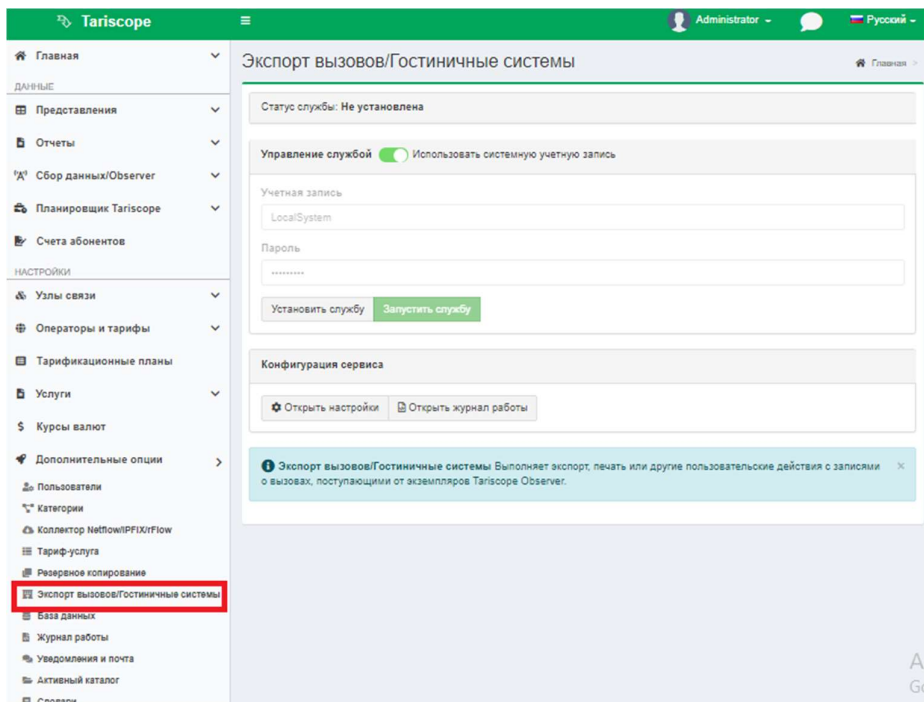 Tariscope
Administrator
Русский
Главная
ДАННЫЕ
Представления
Отчеты
Сбор данных/Observer
Планировщик Tariscope
Счета абонентов
НАСТРОЙКИ
Узлы связи
Операторы и тарифы
Тарификационные планы
Услуги
Курсы валют
Дополнительные опции
Пользователи
Категории
Коллектор Netflow/IPFIX/rFlow
Тариф-услуга
Резервное копирование
Экспорт вызовов/Гостиничные системы
База данных
Журнал работы
Уведомления и почта
Активный каталог
Словари
Экспорт вызовов/Гостиничные системы
Главная >
Статус службы: Не установлена
Управление службой Использовать системную учетную запись
Учетная запись
LocalSystem
Пароль
·········
Установить службу Запустить службу
Конфигурация сервиса
Открыть настройки Открыть журнал работы
Экспорт вызовов/Гостиничные системы Выполняет экспорт, печать или другие пользовательские действия с записями
о вызовах, поступающими от экземпляров Tariscope Observer.